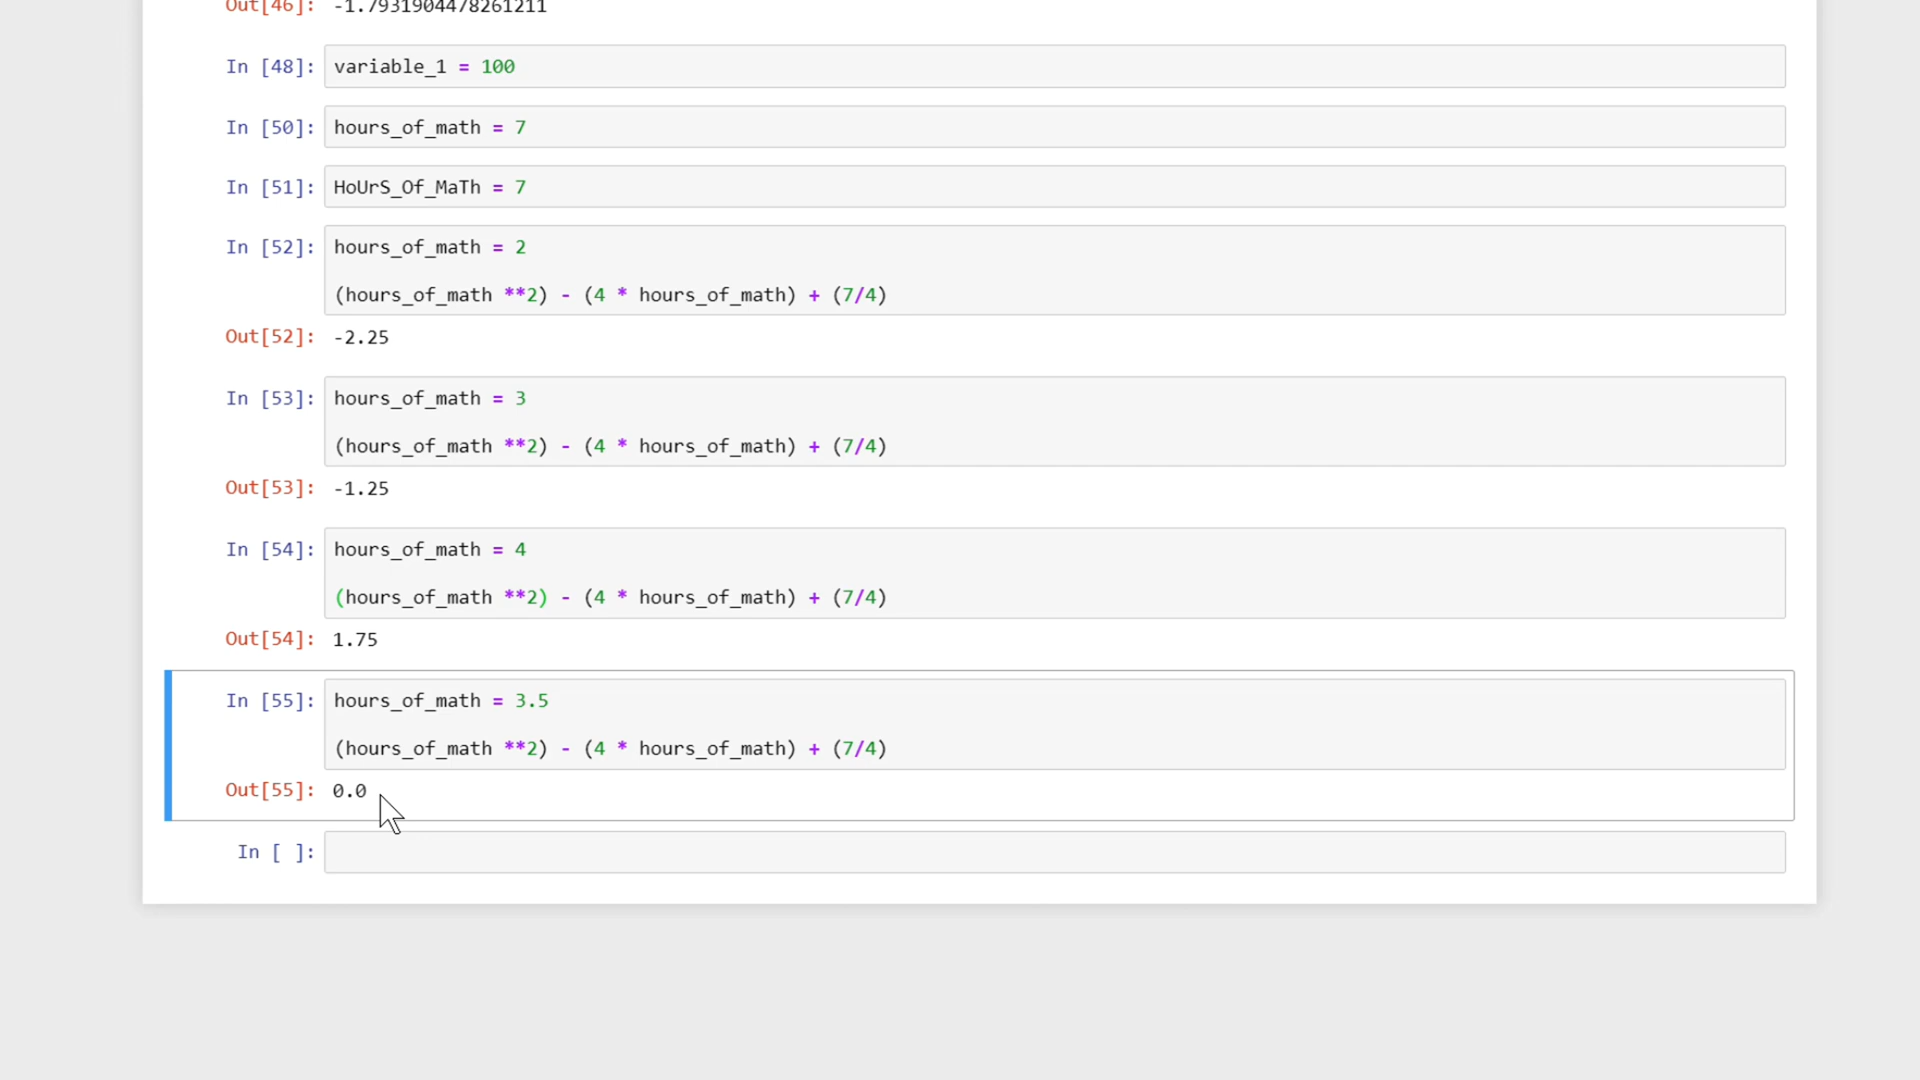 Out[46]: -1.7931904478261211
In [48]: variable_1 = 100
In [50]: hours_of_math = 7
In [51]: HoUrS_Of_MaTh = 7
In [52]: hours_of_math = 2
(hours_of_math **2) - (4 * hours_of_math) + (7/4)
Out[52]: -2.25
In [53]: hours_of_math = 3
(hours_of_math **2) - (4 * hours_of_math) + (7/4)
Out[53]: -1.25
In [54]: hours_of_math = 4
(hours_of_math **2) - (4 * hours_of_math) + (7/4)
Out[54]: 1.75
In [55]: hours_of_math = 3.5
(hours_of_math **2) - (4 * hours_of_math) + (7/4)
Out[55]: 0.0
In [ ]: